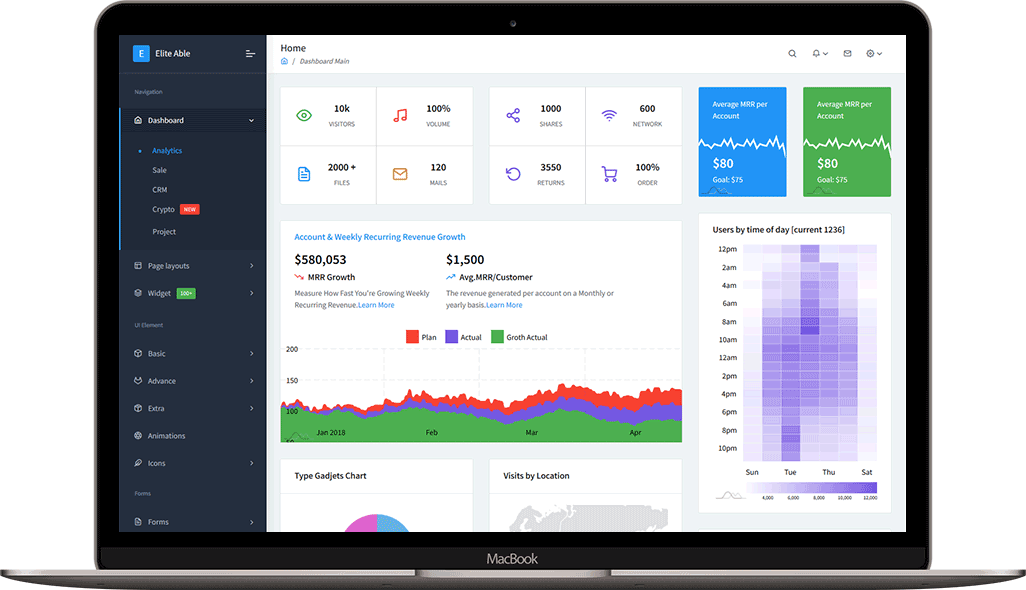 E Elite Able
Navigation
Dashboard
Analytics
Sale
CRM
Crypto NEW
Project
Page layouts
Widget 100+
UI Element
Basic
Advance
Extra
Animations
Icons
Forms
Forms
Home
/ Dashboard Main
10k
VISITORS
100%
VOLUME
2000 +
FILES
120
MAILS
1000
SHARES
600
NETWORK
3550
RETURNS
100%
ORDER
Average MRR per
Account
$80
Goal: $75
Average MRR per
Account
$80
Goal: $75
Account & Weekly Recurring Revenue Growth
$580,053
MRR Growth
Measure How Fast You're Growing Weekly
Recurring Revenue.Learn More
$1,500
Avg.MRR/Customer
The revenue generated per account on a Monthly or
yearly basis.Learn More
Plan Actual Groth Actual
200
150
100
50
Jan 2018 Feb Mar Apr
Users by time of day [current 1236]
12pm
2am
4am
6am
8am
10am
12am
2pm
4pm
6pm
8pm
10pm
Sun Tue Thu Sat
4,000 6,000 8,000 10,000 12,000
Type Gadjets Chart
Visits by Location
MacBook